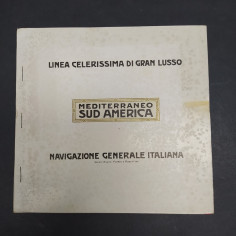 LINEA CELERISSIMA DI GRAN LUSSO
MEDITERRANEO
SUD AMERICA
NAVIGAZIONE GENERALE ITALIANA